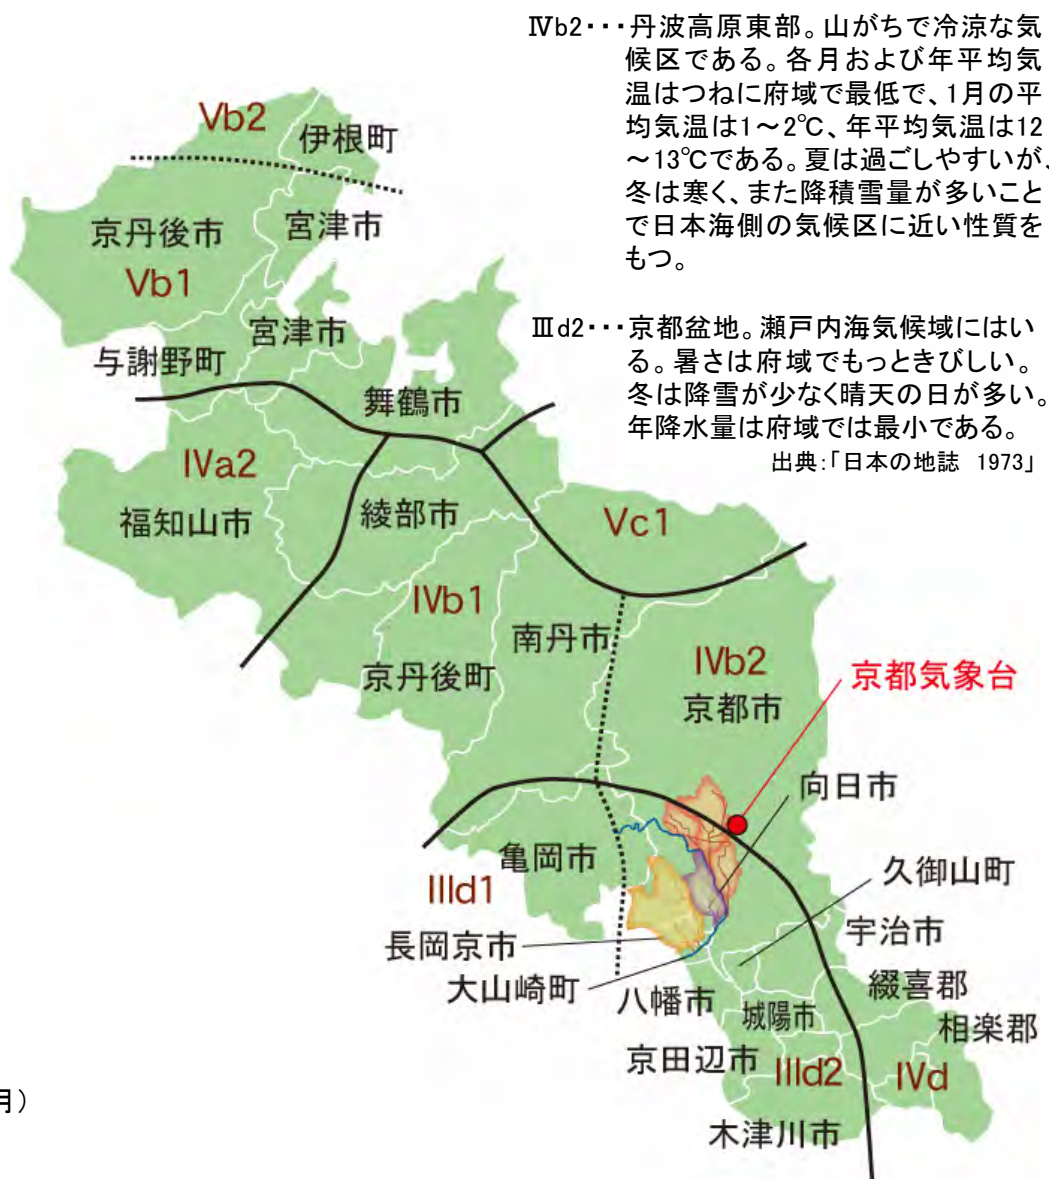 Ⅳb2・・・丹波高原東部。山がちで冷涼な気
候区である。各月および年平均気
温はつねに府域で最低で、1月の平
均気温は1～2℃、年平均気温は12
～13℃である。夏は過ごしやすいが、
冬は寒く、また降積雪量が多いこと
で日本海側の気候区に近い性質を
もつ。
Ⅲd2・・・京都盆地。瀬戸内海気候域にはい
る。暑さは府域でもっときびしい。
冬は降雪が少なく晴天の日が多い。
年降水量は府域では最小である。
出典：「日本の地誌 1973」
Vb2
伊根町
京丹後市
宮津市
Vb1
宮津市
与謝野町
舞鶴市
IVa2
福知山市
綾部市
Vc1
IVb1
南丹市
京丹後町
IVb2
京都市
京都気象台
向日市
亀岡市
久御山町
IIId1
長岡京市
宇治市
大山崎町
八幡市
綴喜郡
城陽市
相楽郡
京田辺市
IIId2
IVd
木津川市
月）